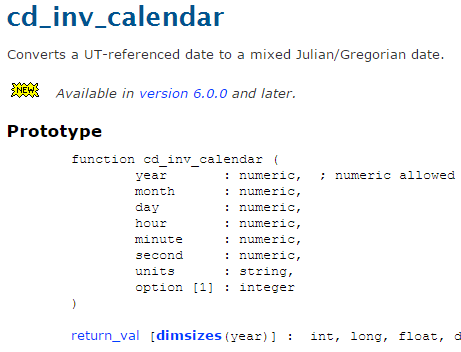 cd_inv_calendar
Converts a UT-referenced date to a mixed Julian/Gregorian date.
NEW Available in version 6.0.0 and later.
Prototype
function cd_inv_calendar (
year : numeric, ; numeric allowed
month : numeric,
day : numeric,
hour : numeric,
minute : numeric,
second : numeric,
units : string,
option [1] : integer
)
return_val [dimsizes(year)] : int, long, float, d